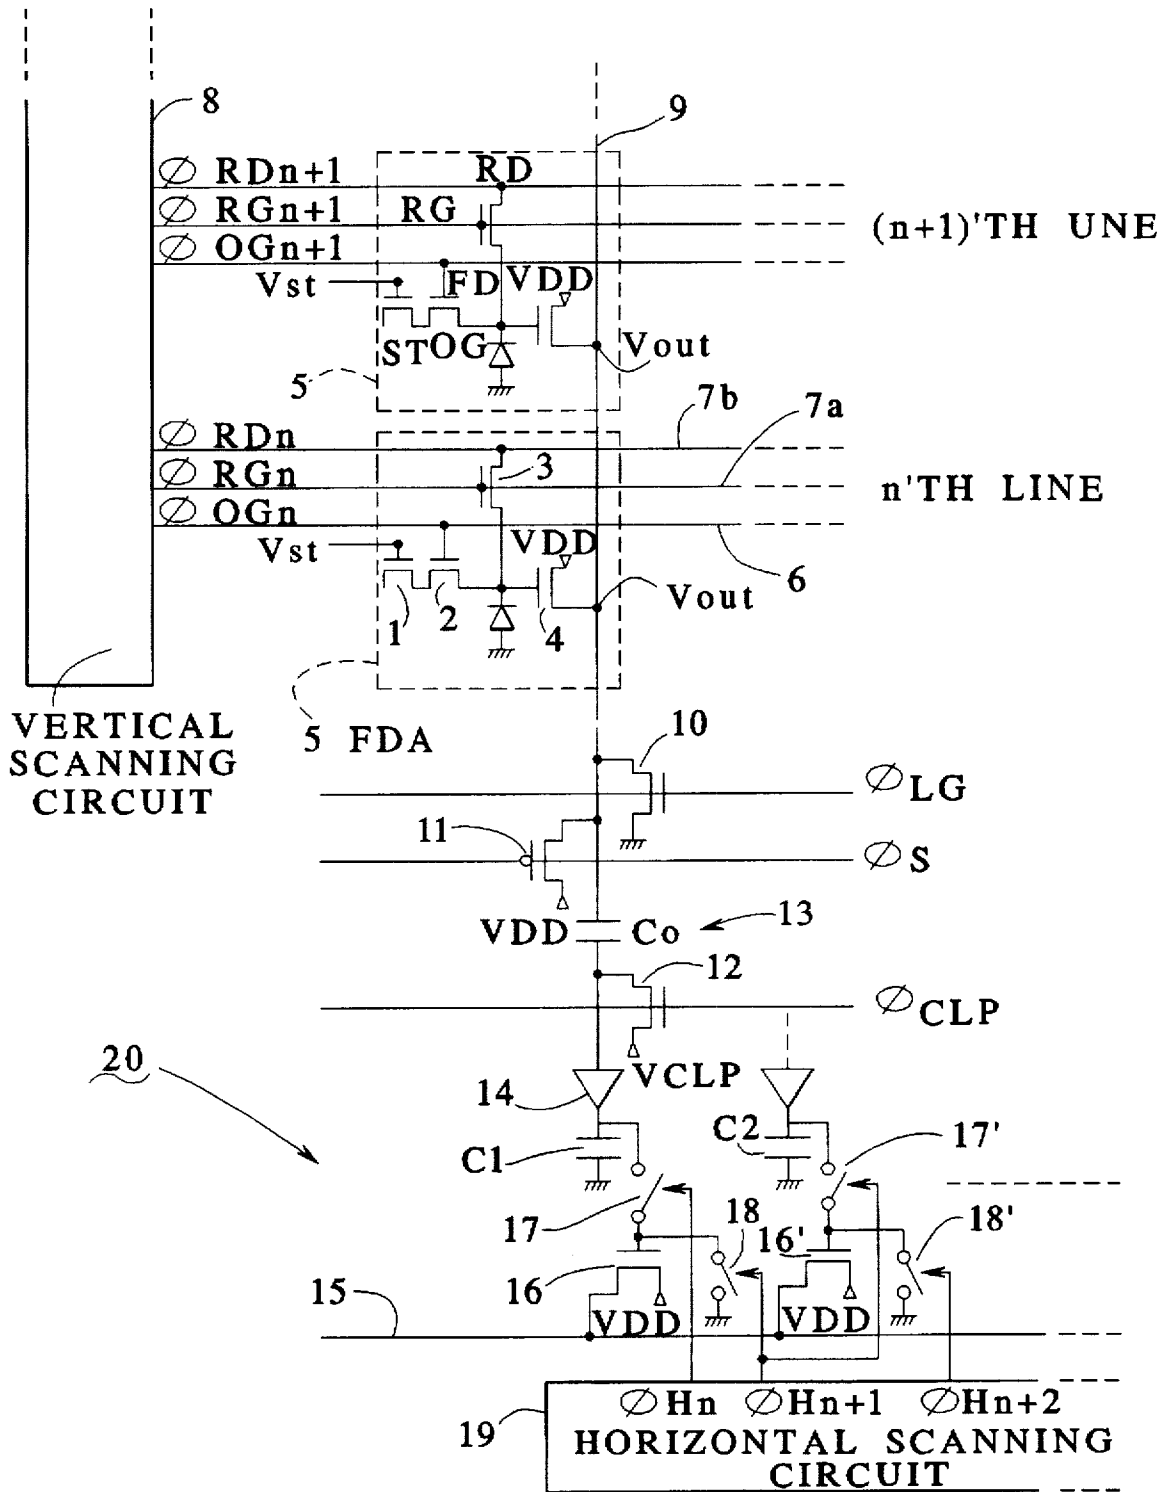 8
9
∅ RDn+1
RD
∅ RGn+1
RG
(n+1)'TH UNE
∅ OGn+1
Vst
FD
VDD
ST
OG
Vout
5
7b
7a
∅ RDn
3
∅ RGn
n'TH LINE
∅ OGn
Vst
VDD
6
Vout
1
2
4
VERTICAL
SCANNING
CIRCUIT
5 FDA
10
∅LG
11
∅S
VDD
Co
13
12
∅CLP
20
14
VCLP
C1
C2
17'
17
18
16'
18'
16
15
VDD
VDD
∅Hn
∅Hn+1
∅Hn+2
19
HORIZONTAL SCANNING
CIRCUIT